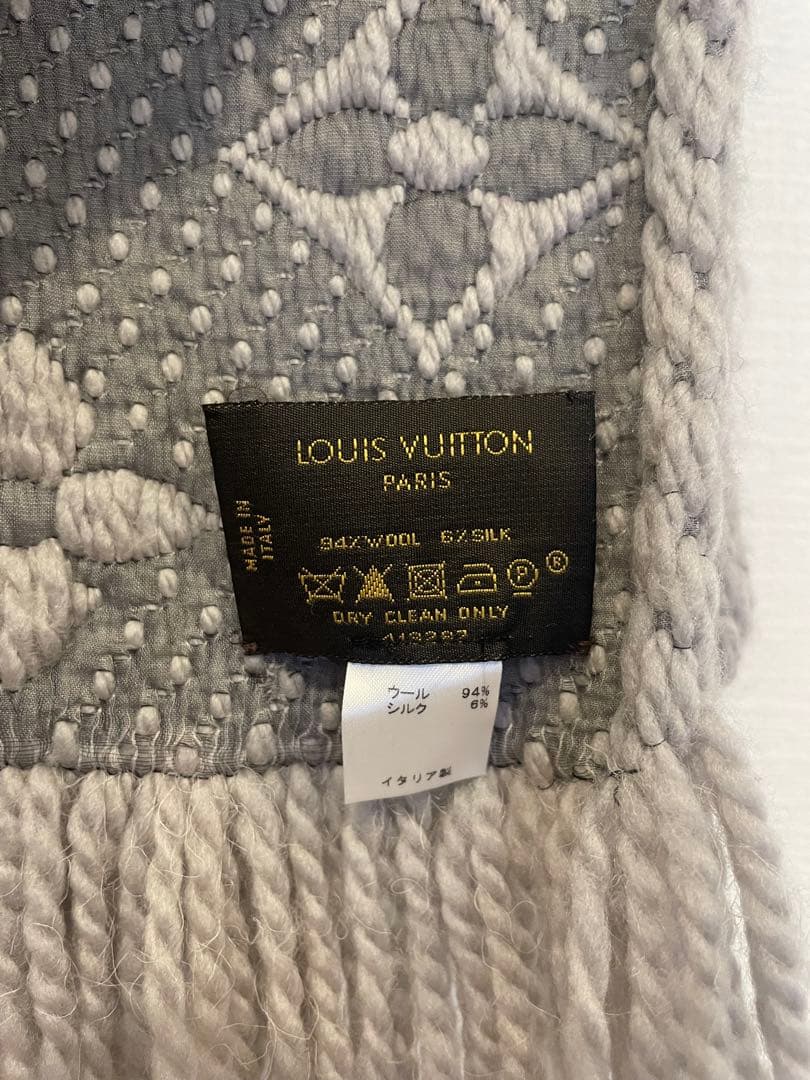 LOUIS VUITTON
PARIS
MADE IN
ITALY
94%WOOL 6%SILK
P ®
DRY CLEAN ONLY
ウール 94%
シルク 6%
イタリア製